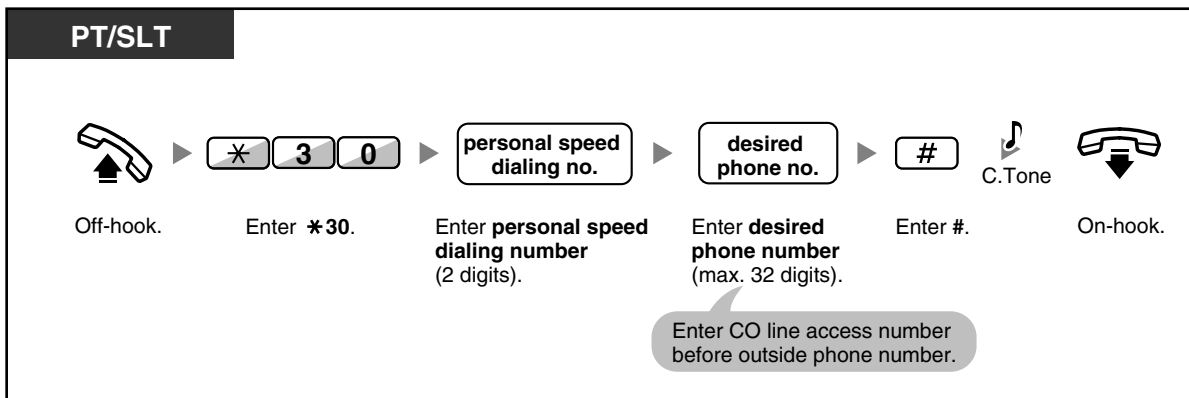 PT/SLT
* 3 0
personal speed
dialing no.
desired
phone no.
#
C.Tone
Off-hook.
Enter *30.
Enter personal speed
dialing number
(2 digits).
Enter desired
phone number
(max. 32 digits).
Enter #.
On-hook.
Enter CO line access number
before outside phone number.